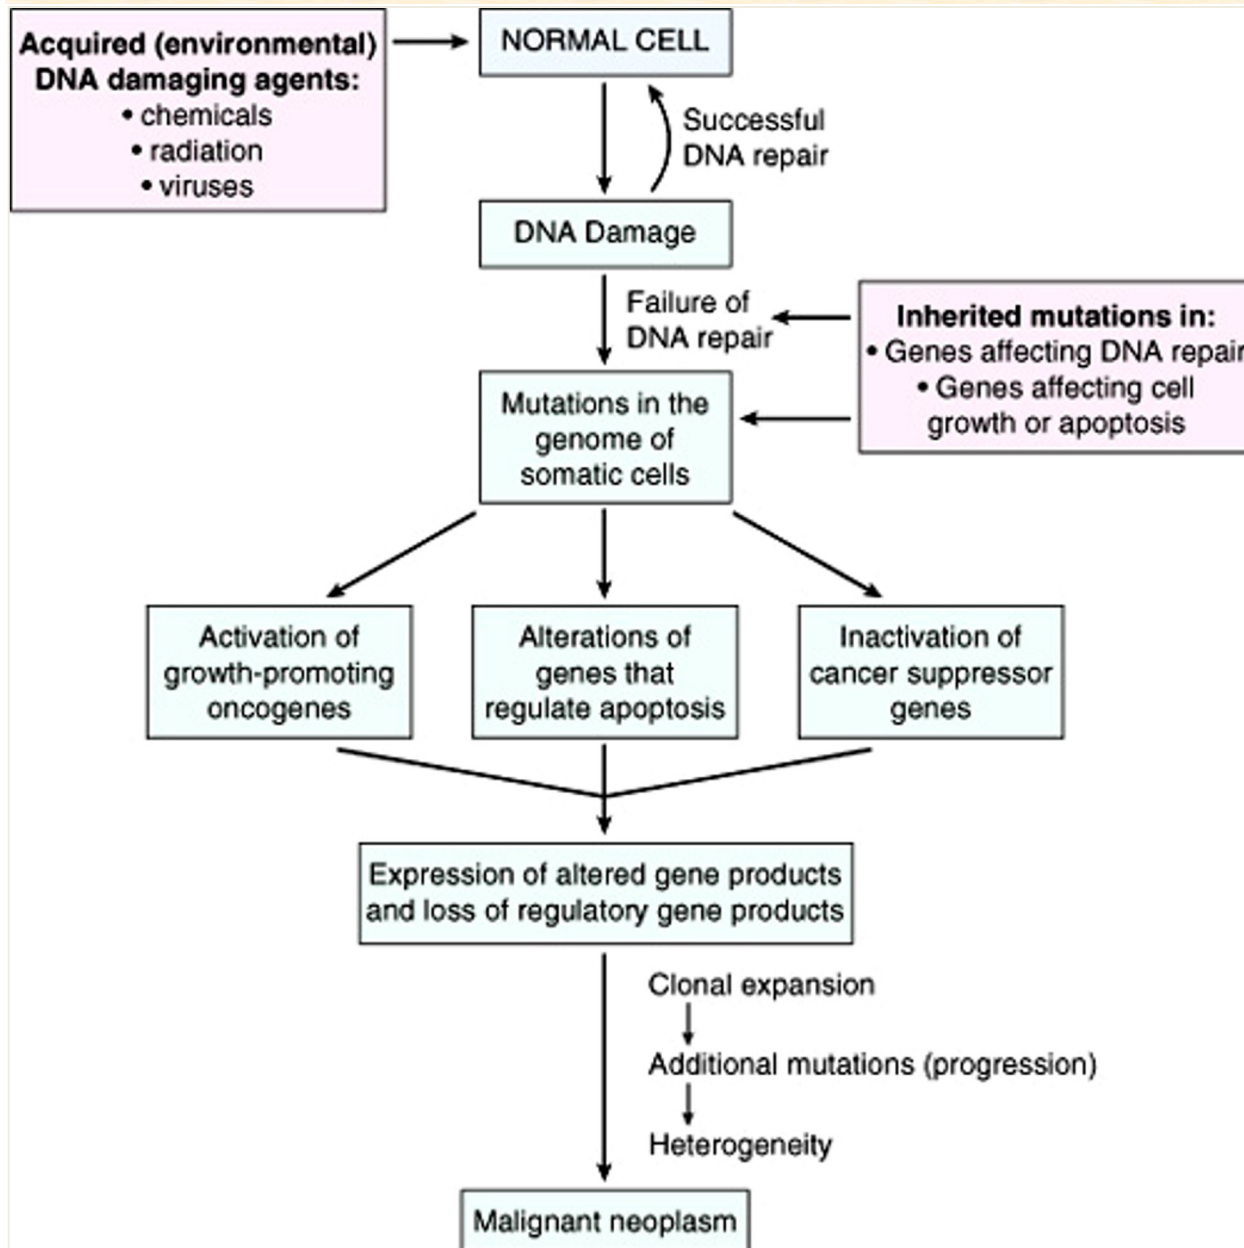 Acquired (environmental)
DNA damaging agents:
• chemicals
• radiation
• viruses
NORMAL CELL
Successful
DNA repair
DNA Damage
Failure of
DNA repair
Inherited mutations in:
• Genes affecting DNA repair
• Genes affecting cell
growth or apoptosis
Mutations in the
genome of
somatic cells
Activation of
growth-promoting
oncogenes
Alterations of
genes that
regulate apoptosis
Inactivation of
cancer suppressor
genes
Expression of altered gene products
and loss of regulatory gene products
Clonal expansion
Additional mutations (progression)
Heterogeneity
Malignant neoplasm